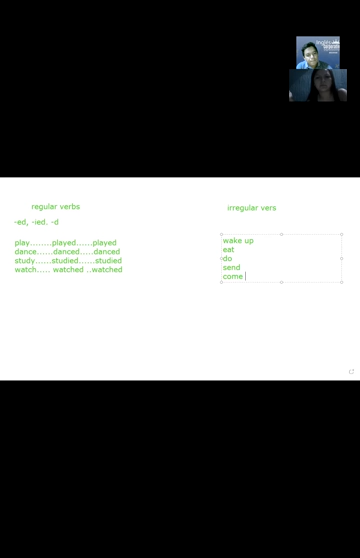 Inglés
regular verbs
-ed, -ied. -d
play........played......played
dance......danced.....danced
study......studied......studied
watch..... watched ..watched
irregular vers
wake up
eat
do
send
come